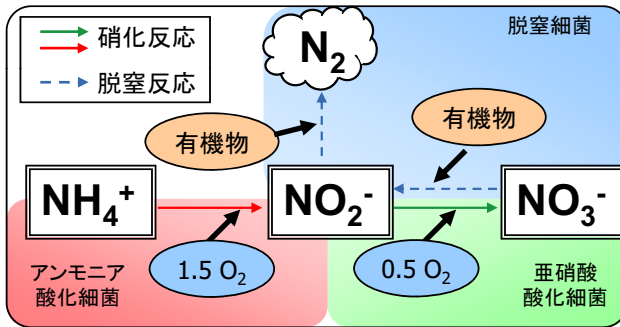 硝化反応
脱窒反応
脱窒細菌
N₂
有機物
有機物
NH₄⁺
NO₂⁻
NO₃⁻
1.5 O₂
0.5 O₂
アンモニア
酸化細菌
亜硝酸
酸化細菌